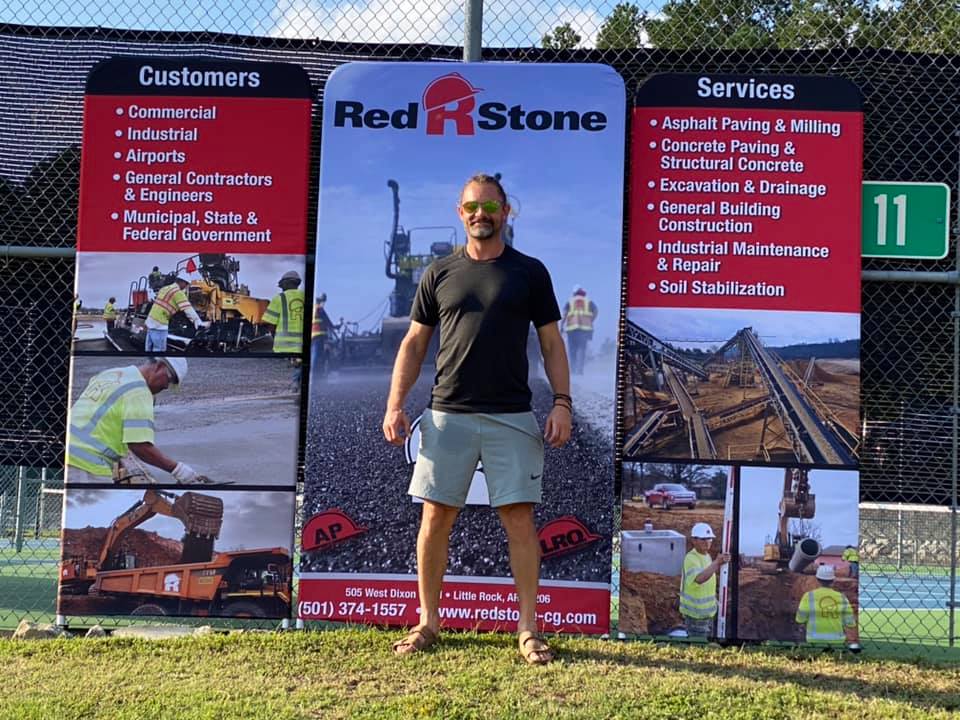 Customers
• Commercial
• Industrial
• Airports
• General Contractors
& Engineers
• Municipal, State &
Federal Government
Red R Stone
AP
LRQ
505 West Dixon • Little Rock, AR 206
(501) 374-1557 • www.redstone-cg.com
Services
• Asphalt Paving & Milling
• Concrete Paving &
Structural Concrete
• Excavation & Drainage
• General Building
Construction
• Industrial Maintenance
& Repair
• Soil Stabilization
11